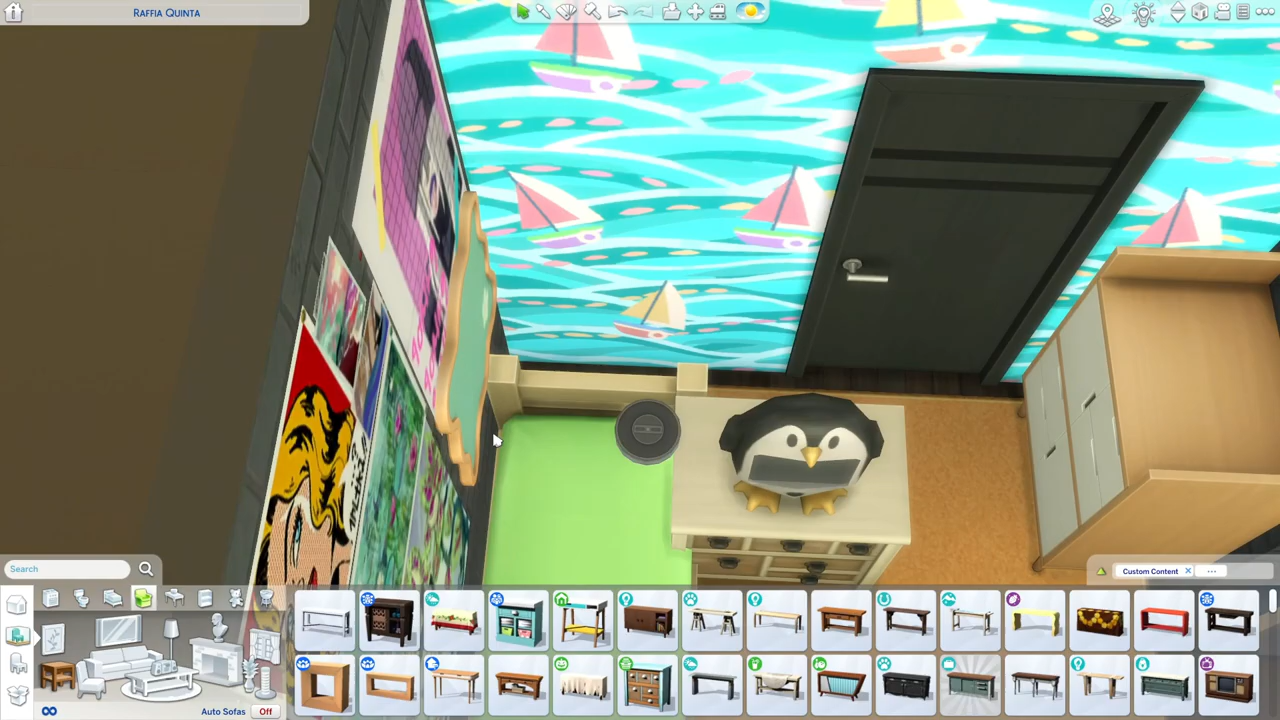 RAFFIA QUINTA
Search
Custom Content
...
Auto Sofas Off